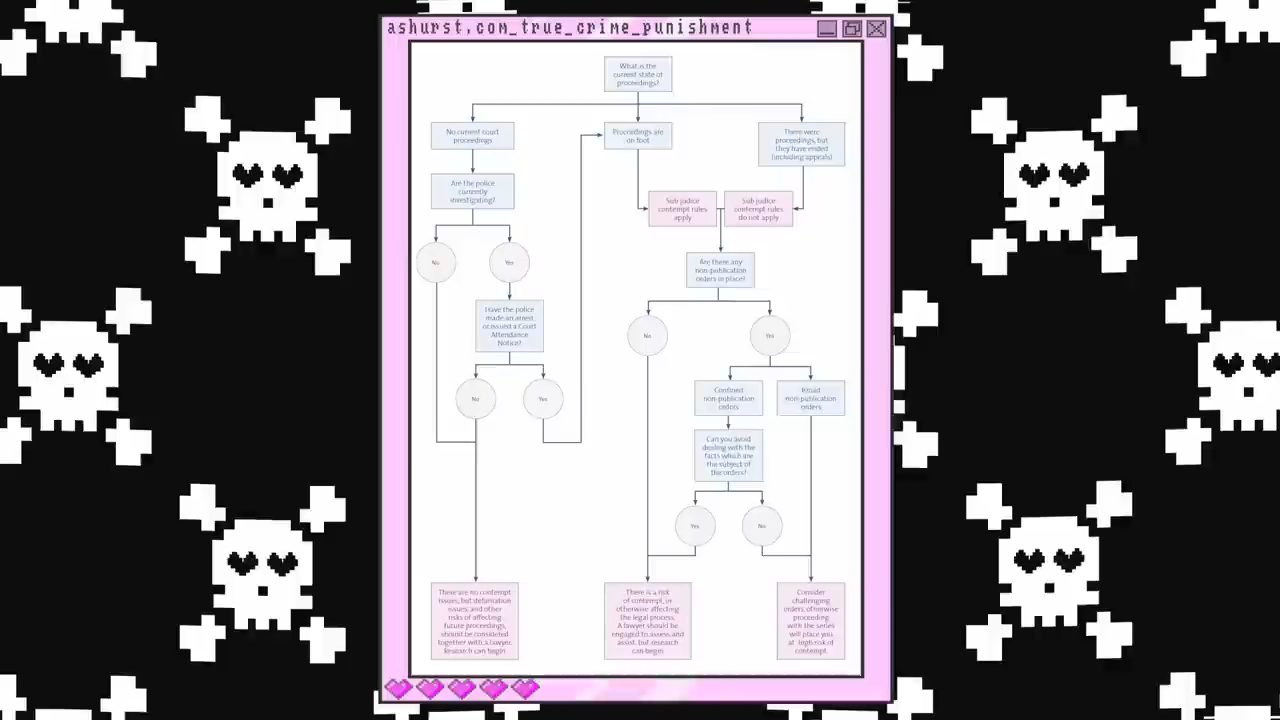 ashurst.com_true_crime_punishment
What is the
current state of
proceedings?
No current court
proceedings
Proceedings are
on foot
There were
proceedings, but
they have ended
(including appeals)
Are the police
currently
investigating?
Sub judice
contempt rules
apply
Sub judice
contempt rules
do not apply
No
Yes
Are there any
non-publication
orders in place?
Have the police
made an arrest
or issued a Court
Attendance
Notice?
No
Yes
No
Yes
Confined
non-publication
orders
Broad
non-publication
orders
Can you avoid
dealing with the
facts which are
the subject of
the orders?
Yes
No
There are no contempt
issues, but defamation
issues, and other
risks of affecting
future proceedings,
should be considered
together with a lawyer.
Research can begin
There is a risk
of contempt, or
otherwise affecting
the legal process.
A lawyer should be
engaged to assess and
assist, but research
can begin
Consider
challenging
orders, otherwise
proceeding
with the series
will place you
at high risk of
contempt.